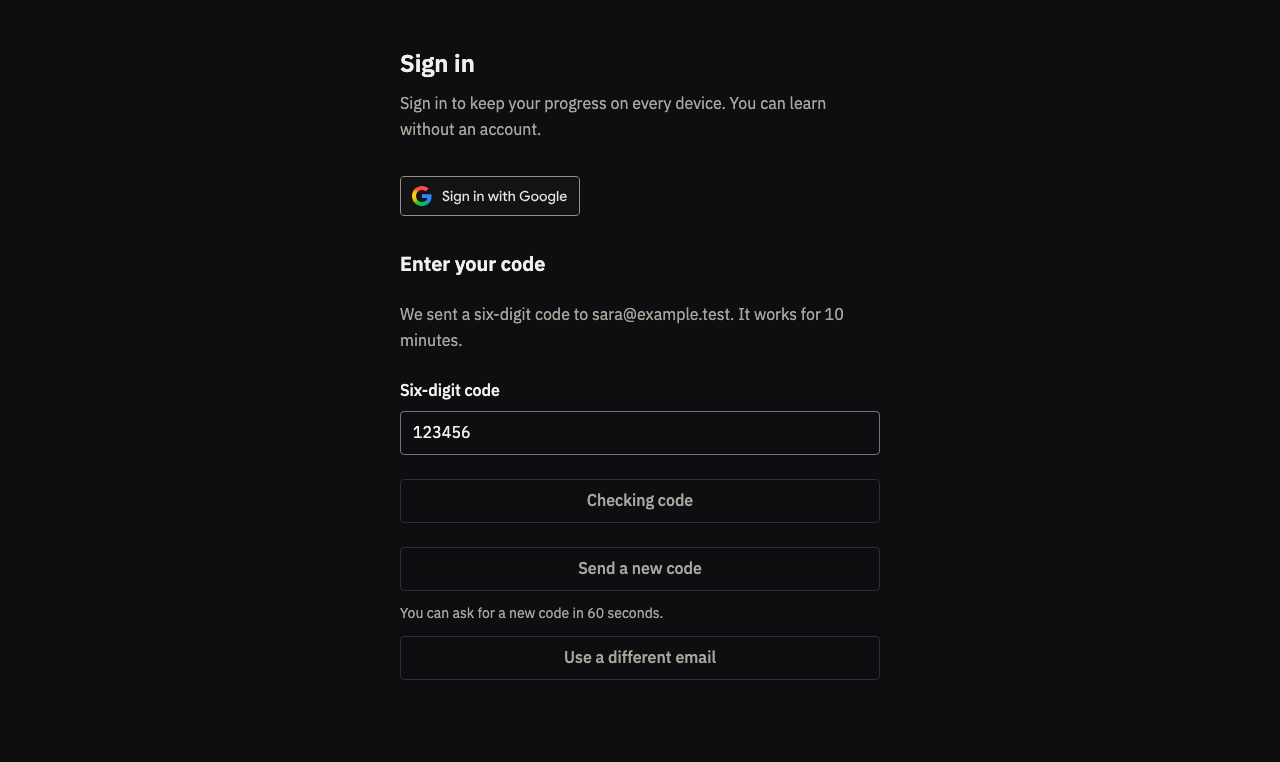 Sign in
Sign in to keep your progress on every device. You can learn
without an account.
Sign in with Google
Enter your code
We sent a six-digit code to sara@example.test. It works for 10
minutes.
Six-digit code
123456
Checking code
Send a new code
You can ask for a new code in 60 seconds.
Use a different email